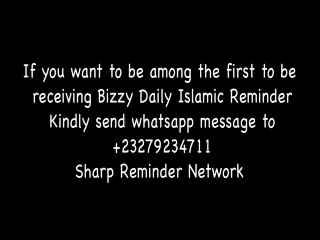 If you want to be among the first to be
receiving Bizzy Daily Islamic Reminder
Kindly send whatsapp message to
+23279234711
Sharp Reminder Network